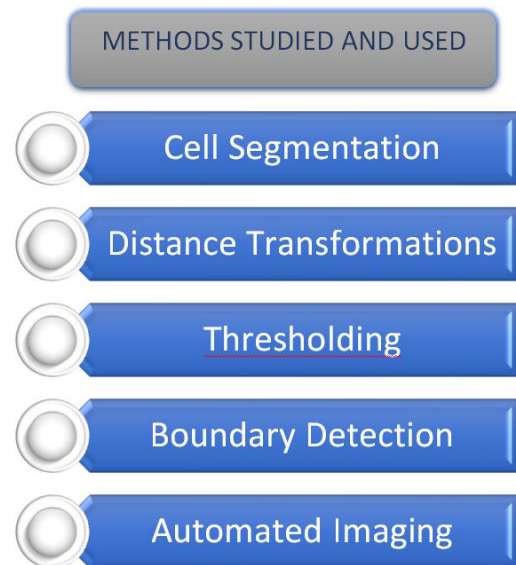 METHODS STUDIED AND USED
Cell Segmentation
Distance Transformations
Thresholding
Boundary Detection
Automated Imaging